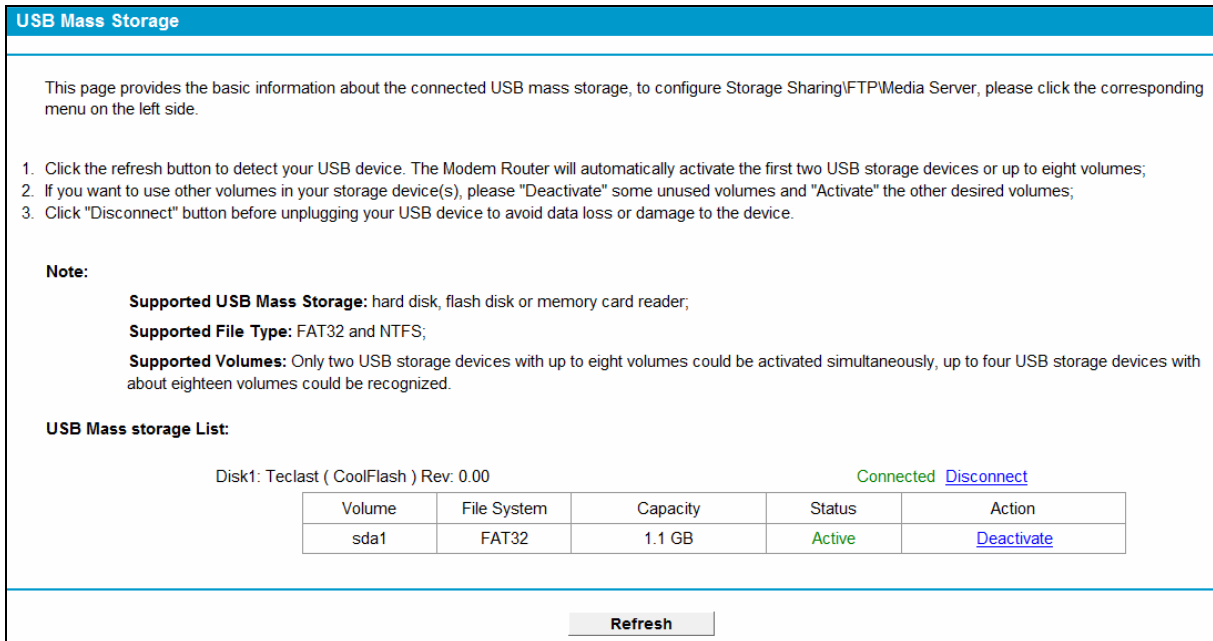 USB Mass Storage
This page provides the basic information about the connected USB mass storage, to configure Storage Sharing\FTP\Media Server, please click the corresponding
menu on the left side.
1. Click the refresh button to detect your USB device. The Modem Router will automatically activate the first two USB storage devices or up to eight volumes;
2. If you want to use other volumes in your storage device(s), please "Deactivate" some unused volumes and "Activate" the other desired volumes;
3. Click "Disconnect" button before unplugging your USB device to avoid data loss or damage to the device.
Note:
Supported USB Mass Storage: hard disk, flash disk or memory card reader;
Supported File Type: FAT32 and NTFS;
Supported Volumes: Only two USB storage devices with up to eight volumes could be activated simultaneously, up to four USB storage devices with
about eighteen volumes could be recognized.
USB Mass storage List:
Disk1: Teclast ( CoolFlash ) Rev: 0.00 Connected Disconnect
Volume File System Capacity Status Action
sda1 FAT32 1.1 GB Active Deactivate
Refresh